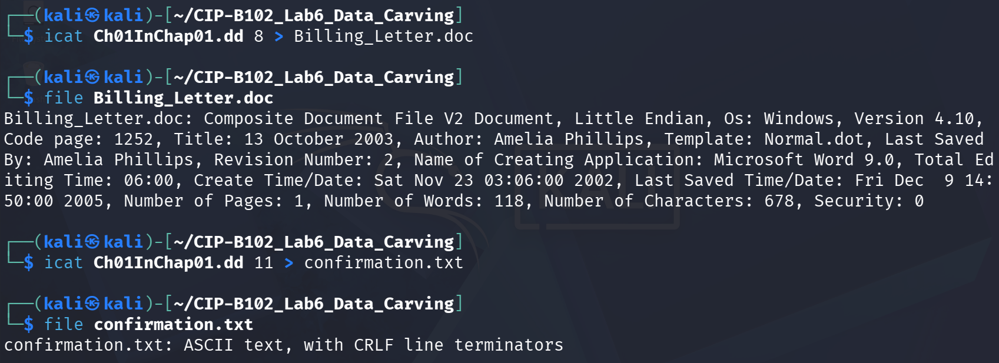 ┌──(kali㉿kali)-[~/CIP-B102_Lab6_Data_Carving]
└─$ icat Ch01InChap01.dd 8 > Billing_Letter.doc
┌──(kali㉿kali)-[~/CIP-B102_Lab6_Data_Carving]
└─$ file Billing_Letter.doc
Billing_Letter.doc: Composite Document File V2 Document, Little Endian, Os: Windows, Version 4.10,
Code page: 1252, Title: 13 October 2003, Author: Amelia Phillips, Template: Normal.dot, Last Saved
By: Amelia Phillips, Revision Number: 2, Name of Creating Application: Microsoft Word 9.0, Total Ed
iting Time: 06:00, Create Time/Date: Sat Nov 23 03:06:00 2002, Last Saved Time/Date: Fri Dec  9 14:
50:00 2005, Number of Pages: 1, Number of Words: 118, Number of Characters: 678, Security: 0
┌──(kali㉿kali)-[~/CIP-B102_Lab6_Data_Carving]
└─$ icat Ch01InChap01.dd 11 > confirmation.txt
┌──(kali㉿kali)-[~/CIP-B102_Lab6_Data_Carving]
└─$ file confirmation.txt
confirmation.txt: ASCII text, with CRLF line terminators
KALI